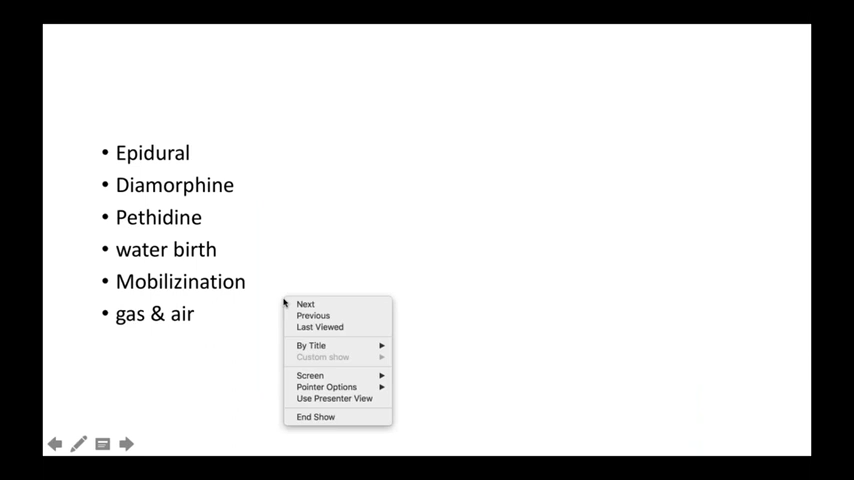 • Epidural
• Diamorphine
• Pethidine
• water birth
• Mobilizination
• gas & air
Next
Previous
Last Viewed
By Title
Custom show
Screen
Pointer Options
Use Presenter View
End Show